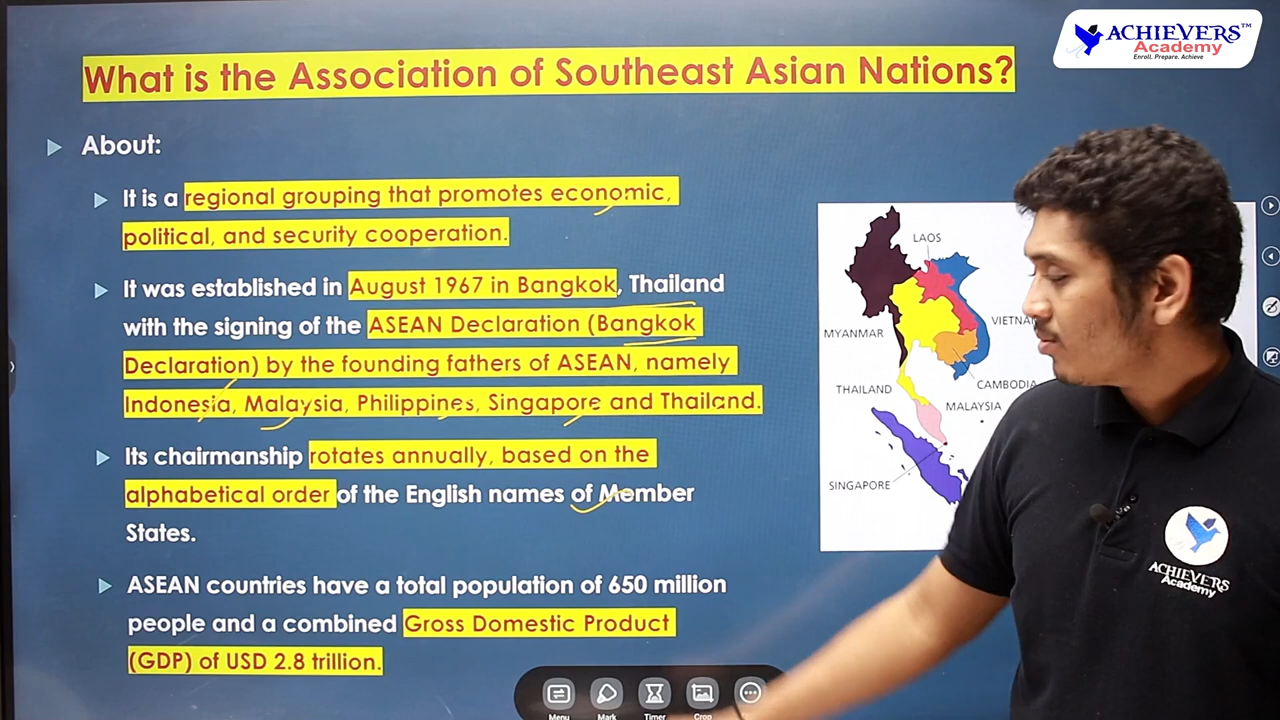 ACHIEVERS™
Academy
Enroll. Prepare. Achieve
What is the Association of Southeast Asian Nations?
About:
It is a regional grouping that promotes economic,
political, and security cooperation.
It was established in August 1967 in Bangkok, Thailand
with the signing of the ASEAN Declaration (Bangkok
Declaration) by the founding fathers of ASEAN, namely
Indonesia, Malaysia, Philippines, Singapore and Thailand.
Its chairmanship rotates annually, based on the
alphabetical order of the English names of Member
States.
ASEAN countries have a total population of 650 million
people and a combined Gross Domestic Product
(GDP) of USD 2.8 trillion.
LAOS
MYANMAR
VIETNAM
THAILAND
CAMBODIA
MALAYSIA
SINGAPORE
ACHIEVERS
Academy
Menu Mark Timer Crop